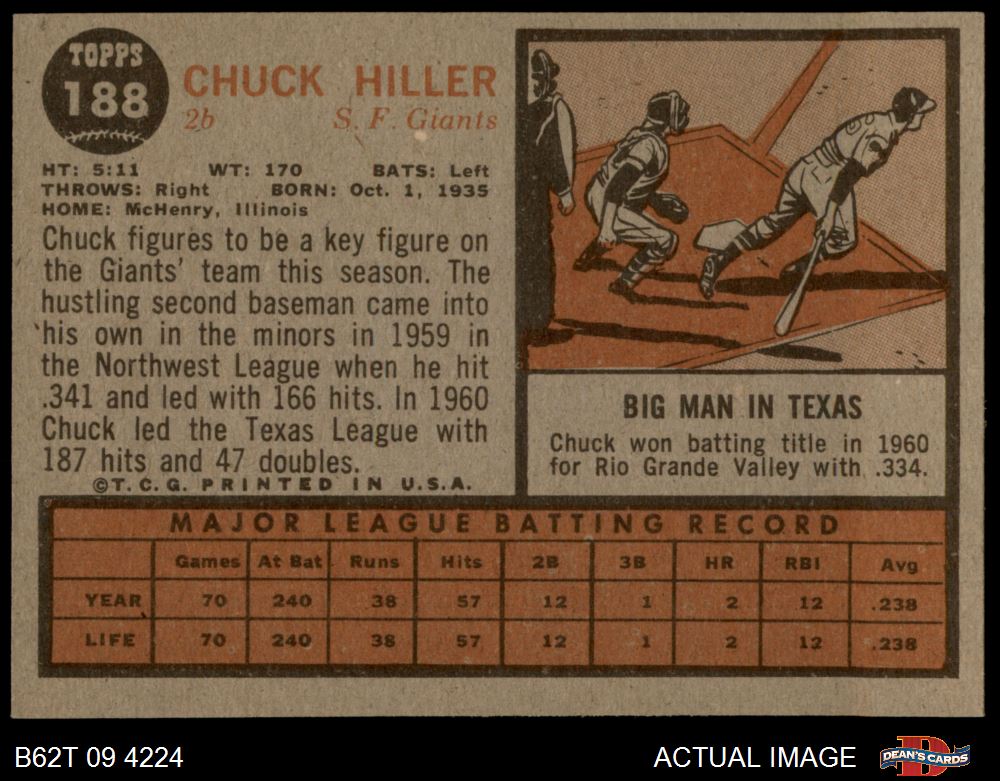 TOPPS
188
CHUCK HILLER
2b S. F. Giants
HT: 5:11 WT: 170 BATS: Left
THROWS: Right BORN: Oct. 1, 1935
HOME: McHenry, Illinois
Chuck figures to be a key figure on
the Giants' team this season. The
hustling second baseman came into
his own in the minors in 1959 in
the Northwest League when he hit
.341 and led with 166 hits. In 1960
Chuck led the Texas League with
187 hits and 47 doubles.
©T. C. G. PRINTED IN U.S.A.
BIG MAN IN TEXAS
Chuck won batting title in 1960
for Rio Grande Valley with .334.
MAJOR LEAGUE BATTING RECORD
Games At Bat Runs Hits 2B 3B HR RBI Avg
YEAR 70 240 38 57 12 1 2 12 .238
LIFE 70 240 38 57 12 1 2 12 .238
B62T 09 4224 ACTUAL IMAGE DEAN'S CARDS